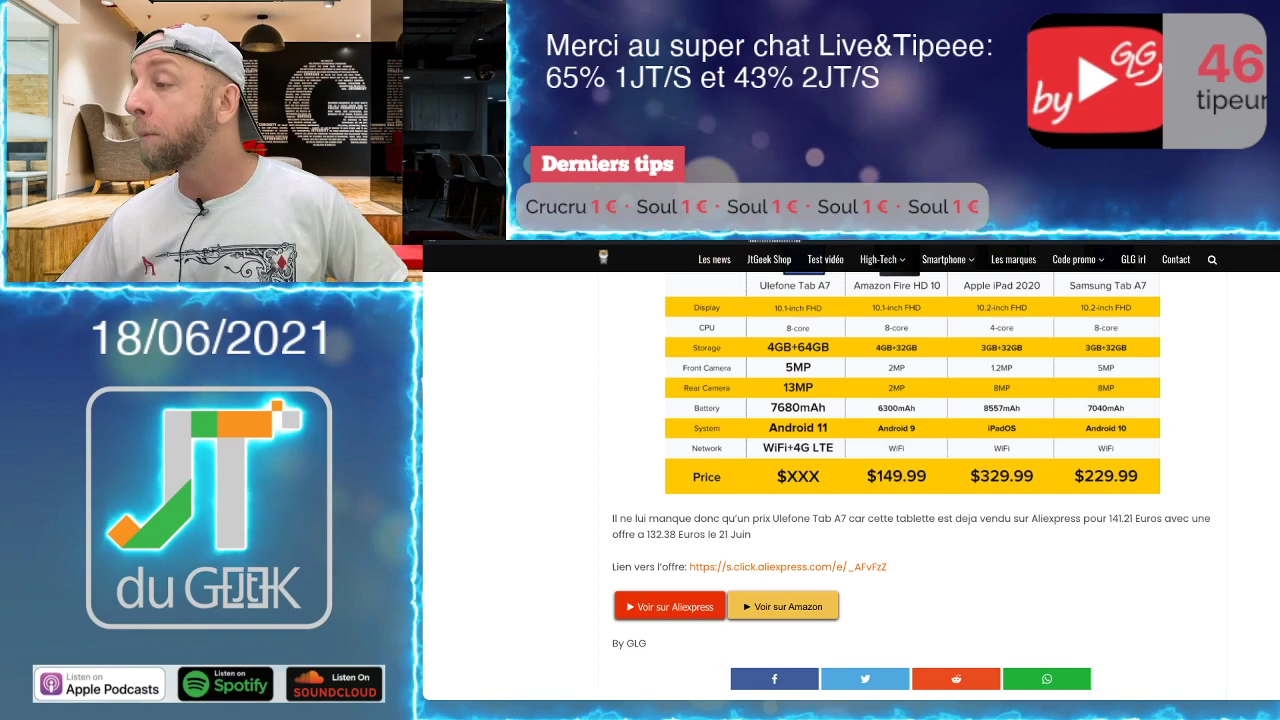 Merci au super chat Live&Tipeee:
65% 1JT/S et 43% 2JT/S
by GG
46
tipeur
Derniers tips
Crucru 1 € · Soul 1 € · Soul 1 € · Soul 1 € · Soul 1 €
Les news JtGeek Shop Test vidéo High-Tech Smartphone Les marques Code promo GLG irl Contact
Ulefone Tab A7 Amazon Fire HD 10 Apple iPad 2020 Samsung Tab A7
Display 10.1-inch FHD 10.1-inch FHD 10.2-inch FHD 10.2-inch FHD
CPU 8-core 8-core 4-core 8-core
Storage 4GB+64GB 4GB+32GB 3GB+32GB 3GB+32GB
Front Camera 5MP 2MP 1.2MP 5MP
Rear Camera 13MP 2MP 8MP 8MP
Battery 7680mAh 6300mAh 8557mAh 7040mAh
System Android 11 Android 9 iPadOS Android 10
Network WiFi+4G LTE WiFi WiFi WiFi
Price $XXX $149.99 $329.99 $229.99
Il ne lui manque donc qu'un prix Ulefone Tab A7 car cette tablette est deja vendu sur Aliexpress pour 141.21 Euros avec une
offre a 132.38 Euros le 21 Juin
Lien vers l'offre: https://s.click.aliexpress.com/e/_AFvFzZ
Voir sur Aliexpress Voir sur Amazon
By GLG
18/06/2021
JT
du GEEK
Listen on
Apple Podcasts
Listen on
Spotify
Listen On
SOUNDCLOUD